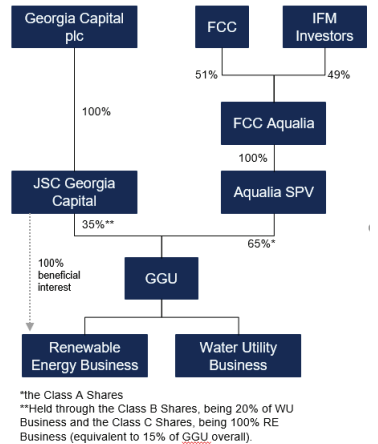 Georgia Capital
plc
FCC
IFM
Investors
51%
49%
100%
FCC Aqualia
100%
JSC Georgia
Capital
Aqualia SPV
35%**
65%*
100%
beneficial
interest
GGU
Renewable
Energy Business
Water Utility
Business
*the Class A Shares
**Held through the Class B Shares, being 20% of WU
Business and the Class C Shares, being 100% RE
Business (equivalent to 15% of GGU overall).